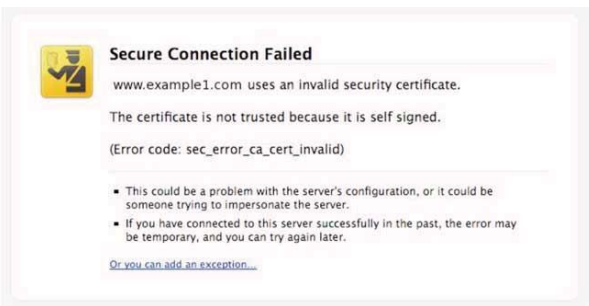 Secure Connection Failed
www.example1.com uses an invalid security certificate.
The certificate is not trusted because it is self signed.
(Error code: sec_error_ca_cert_invalid)
This could be a problem with the server's configuration, or it could be
someone trying to impersonate the server.
If you have connected to this server successfully in the past, the error may
be temporary, and you can try again later.
Or you can add an exception...